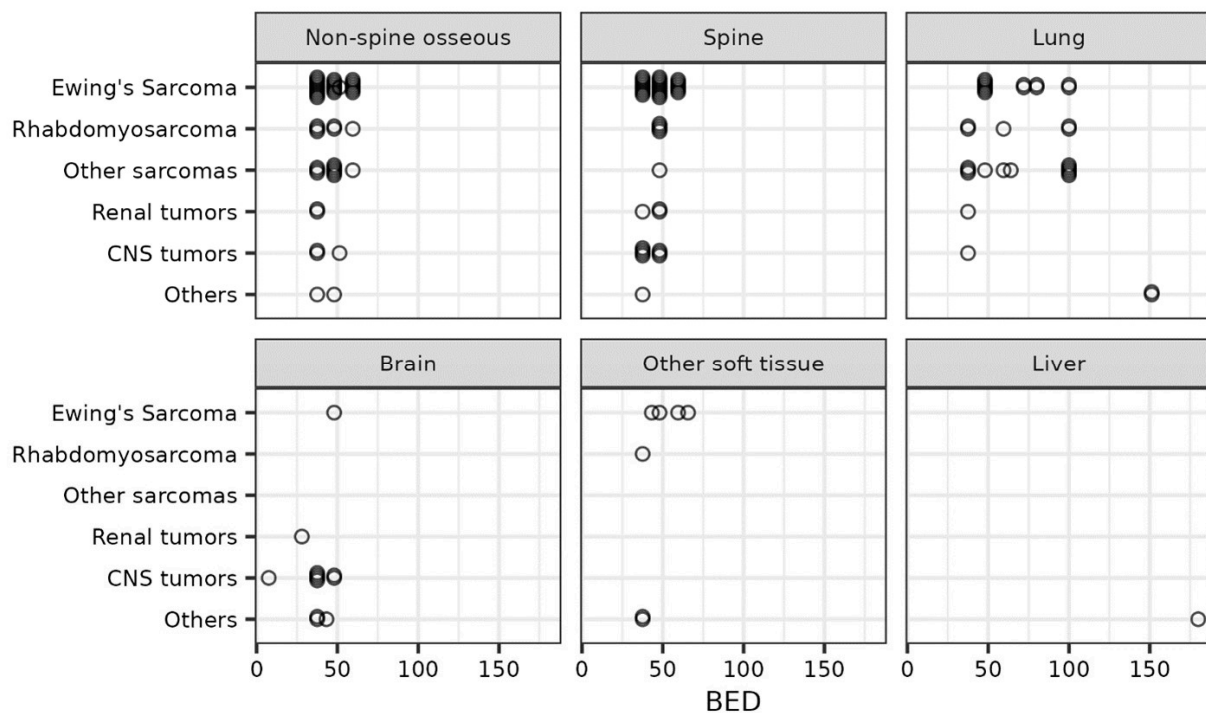 Non-spine osseous Spine Lung
Ewing's Sarcoma
Rhabdomyosarcoma
Other sarcomas
Renal tumors
CNS tumors
Others
Brain Other soft tissue Liver
Ewing's Sarcoma
Rhabdomyosarcoma
Other sarcomas
Renal tumors
CNS tumors
Others
0 50 100 150 0 50 100 150 0 50 100 150
BED